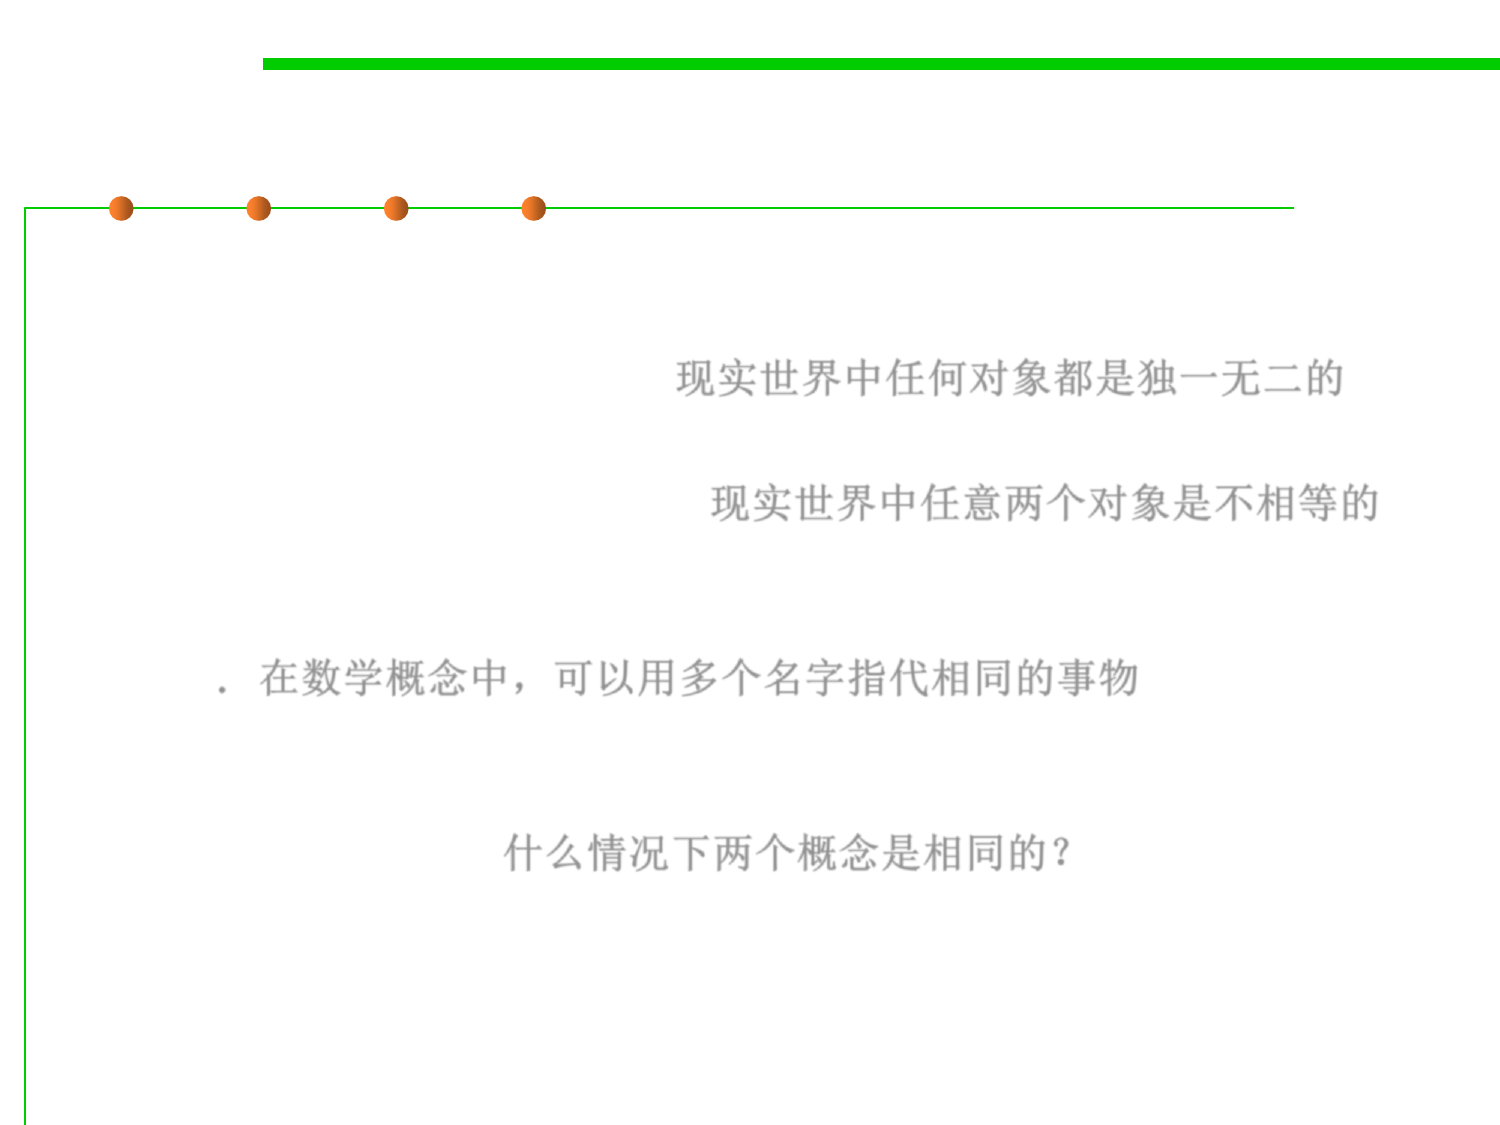 现实世界中任何对象都是独一无二的
现实世界中任意两个对象是不相等的
. 在数学概念中，可以用多个名字指代相同的事物
什么情况下两个概念是相同的？